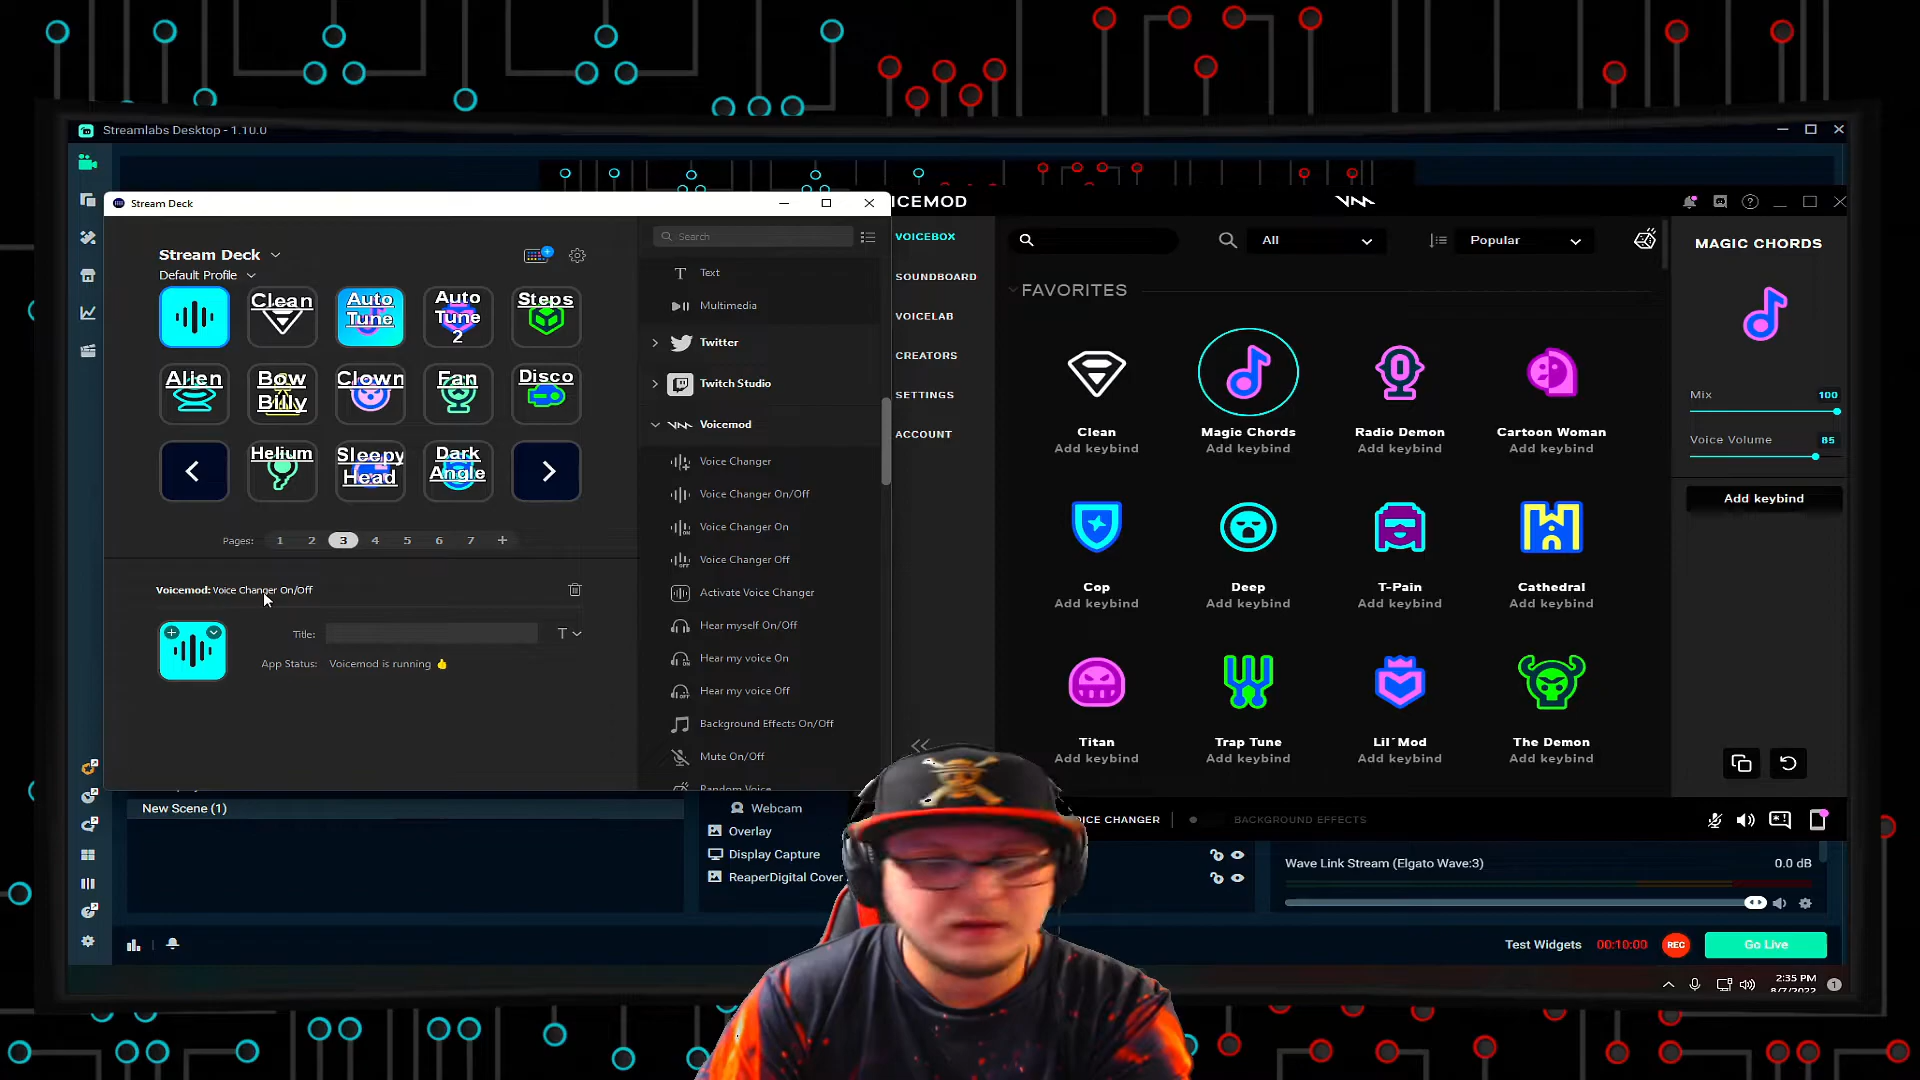 Streamlabs Desktop - 1.10.0
Stream Deck
Stream Deck
Default Profile
Clean
Auto Tune
Auto Tune 2
Steps
Alien
Bow Billy
Clown
Fan
Disco
Helium
Sleepy Head
Dark Angle
Pages: 1 2 3 4 5 6 7 +
Voicemod: Voice Changer On/Off
Title:
T
App Status: Voicemod is running 👍
Search
Text
Multimedia
Twitter
Twitch Studio
Voicemod
Voice Changer
Voice Changer On/Off
Voice Changer On
Voice Changer Off
Activate Voice Changer
Hear myself On/Off
Hear my voice On
Hear my voice Off
Background Effects On/Off
Mute On/Off
Random Voice
ICEMOD
VOICEBOX
SOUNDBOARD
VOICELAB
CREATORS
SETTINGS
ACCOUNT
All
Popular
FAVORITES
Clean
Add keybind
Magic Chords
Add keybind
Radio Demon
Add keybind
Cartoon Woman
Add keybind
Cop
Add keybind
Deep
Add keybind
T-Pain
Add keybind
Cathedral
Add keybind
Titan
Add keybind
Trap Tune
Add keybind
Lil´Mod
Add keybind
The Demon
Add keybind
MAGIC CHORDS
Mix 100
Voice Volume 85
Add keybind
OICE CHANGER
BACKGROUND EFFECTS
New Scene (1)
Webcam
Overlay
Display Capture
ReaperDigital Cover
Wave Link Stream (Elgato Wave:3) 0.0 dB
Test Widgets 00:10:00 REC Go Live
2:35 PM
8/7/2022
1